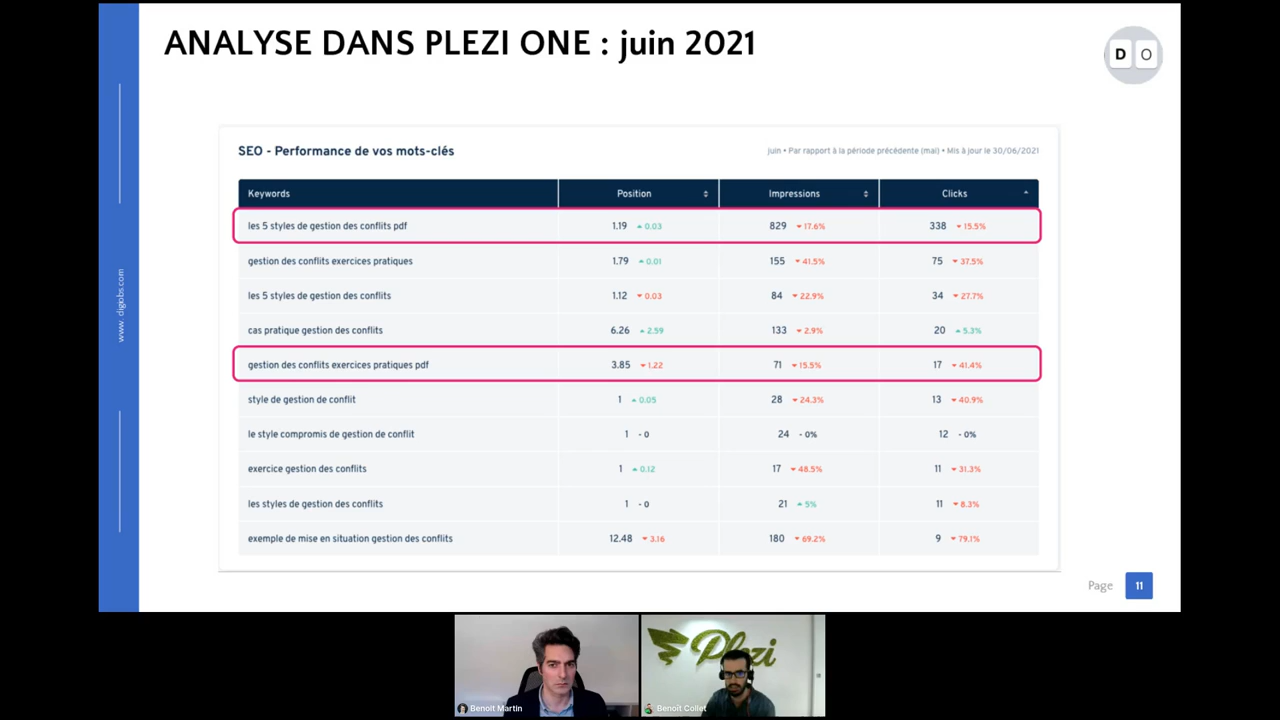 ANALYSE DANS PLEZI ONE : juin 2021
D O
www. digiobs.com
SEO - Performance de vos mots-clés
juin • Par rapport à la période précédente (mai) • Mis à jour le 30/06/2021
Keywords Position Impressions Clicks
les 5 styles de gestion des conflits pdf 1.19 0.03 829 17.6% 338 15.5%
gestion des conflits exercices pratiques 1.79 0.01 155 41.5% 75 37.5%
les 5 styles de gestion des conflits 1.12 0.03 84 22.9% 34 27.7%
cas pratique gestion des conflits 6.26 2.59 133 2.9% 20 5.3%
gestion des conflits exercices pratiques pdf 3.85 1.22 71 15.5% 17 41.4%
style de gestion de conflit 1 0.05 28 24.3% 13 40.9%
le style compromis de gestion de conflit 1 - 0 24 - 0% 12 - 0%
exercice gestion des conflits 1 0.12 17 48.5% 11 31.3%
les styles de gestion des conflits 1 - 0 21 5% 11 8.3%
exemple de mise en situation gestion des conflits 12.48 3.16 180 69.2% 9 79.1%
Page 11
Plezi
Benoit Martin
Benoît Collet